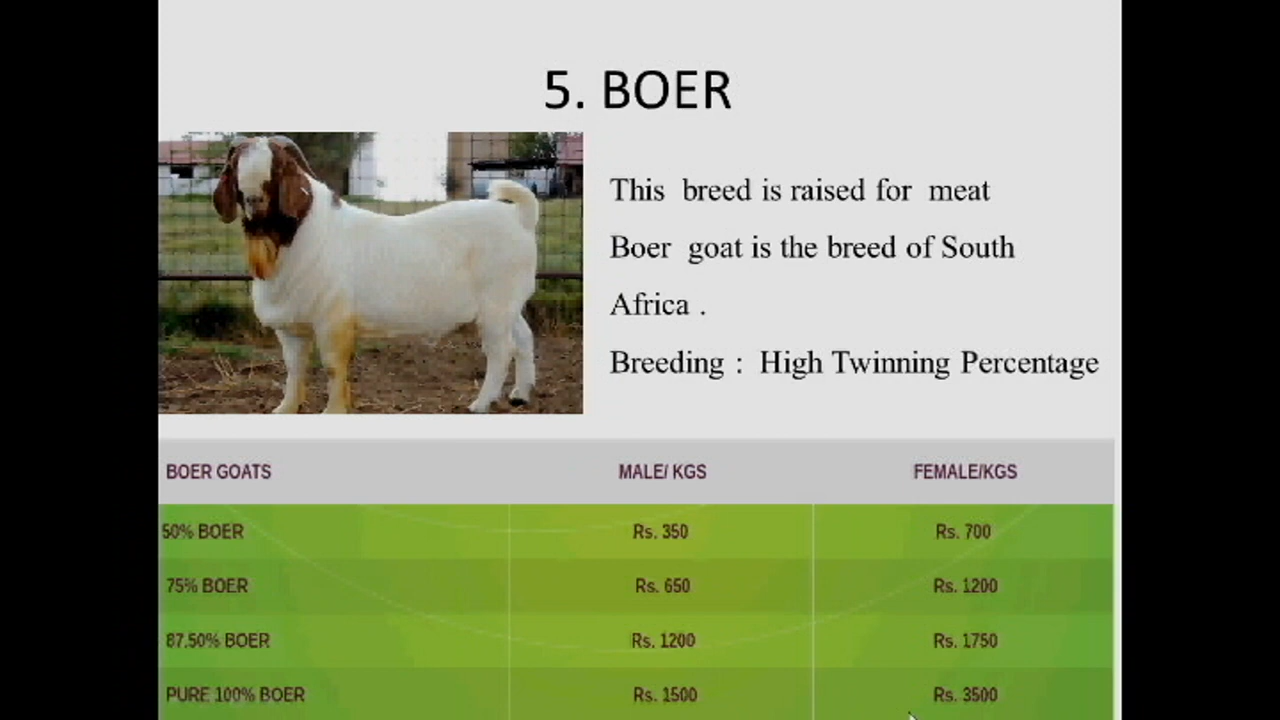 5. BOER
This breed is raised for meat
Boer goat is the breed of South
Africa .
Breeding : High Twinning Percentage
BOER GOATS MALE/ KGS FEMALE/KGS
50% BOER Rs. 350 Rs. 700
75% BOER Rs. 650 Rs. 1200
87.50% BOER Rs. 1200 Rs. 1750
PURE 100% BOER Rs. 1500 Rs. 3500